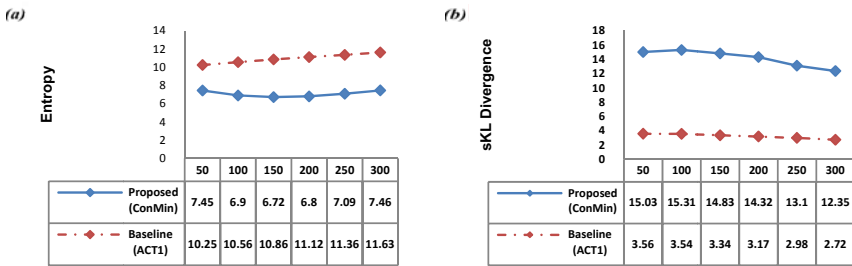 (a)
Entropy
14
12
10
8
6
4
2
0
50 100 150 200 250 300
Proposed (ConMin) 7.45 6.9 6.72 6.8 7.09 7.46
Baseline (ACT1) 10.25 10.56 10.86 11.12 11.36 11.63
(b)
sKL Divergence
18
16
14
12
10
8
6
4
2
0
50 100 150 200 250 300
Proposed (ConMin) 15.03 15.31 14.83 14.32 13.1 12.35
Baseline (ACT1) 3.56 3.54 3.34 3.17 2.98 2.72